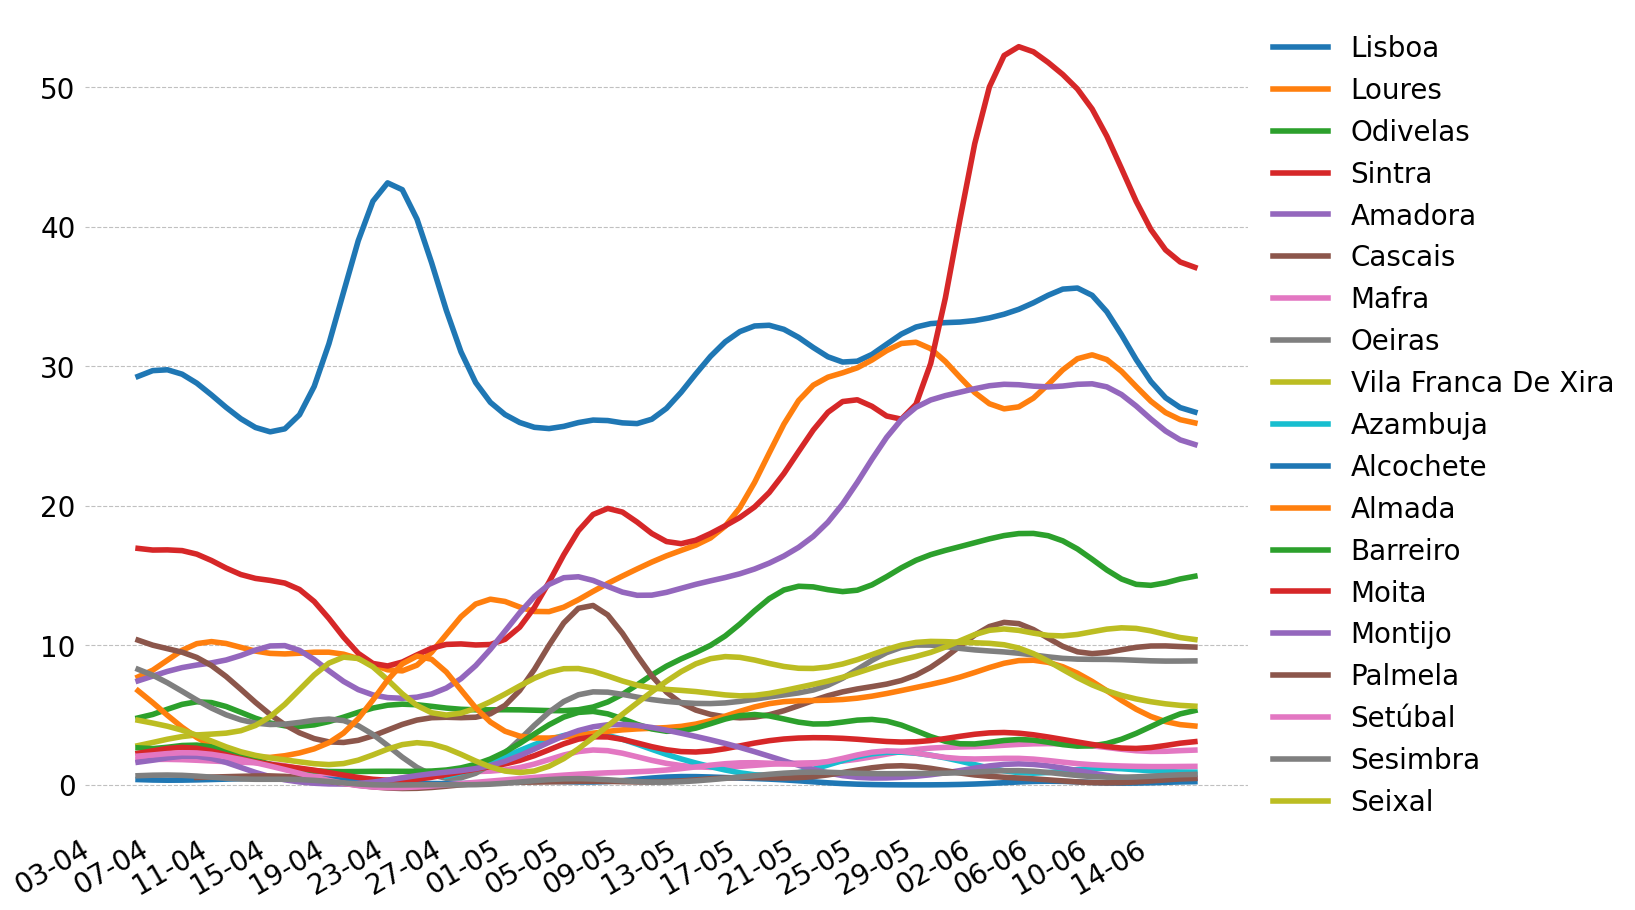 50
40
30
20
10
0
03-04
07-04
11-04
15-04
19-04
23-04
27-04
01-05
05-05
09-05
13-05
17-05
21-05
25-05
29-05
02-06
06-06
10-06
14-06
Lisboa
Loures
Odivelas
Sintra
Amadora
Cascais
Mafra
Oeiras
Vila Franca De Xira
Azambuja
Alcochete
Almada
Barreiro
Moita
Montijo
Palmela
Setúbal
Sesimbra
Seixal